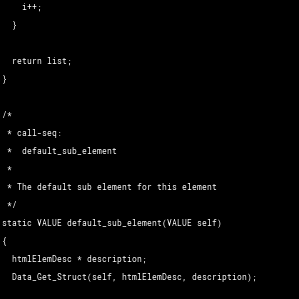 i++;
}
return list;
}
/*
* call-seq:
*  default_sub_element
*
* The default sub element for this element
*/
static VALUE default_sub_element(VALUE self)
{
htmlElemDesc * description;
Data_Get_Struct(self, htmlElemDesc, description);